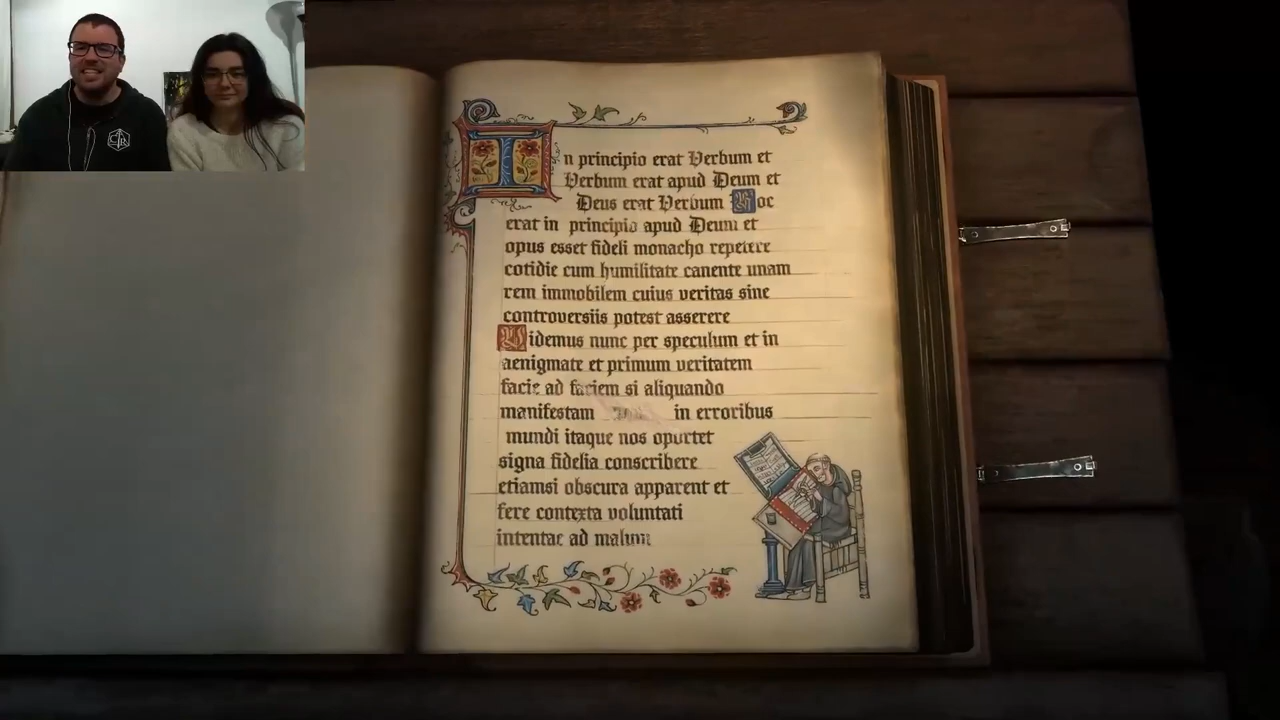 In principio erat Verbum et
Verbum erat apud Deum et
Deus erat Verbum Hoc
erat in principio apud Deum et
opus esset fideli monacho repetere
cotidie cum humilitate canente unam
rem immobilem cuius veritas sine
controversiis potest asserere
Videmus nunc per speculum et in
aenigmate et primum veritatem
facie ad faciem si aliquando
manifestam in erroribus
mundi itaque nos oportet
signa fidelia conscribere
etiamsi obscura apparent et
fere contexta voluntati
intentae ad malum